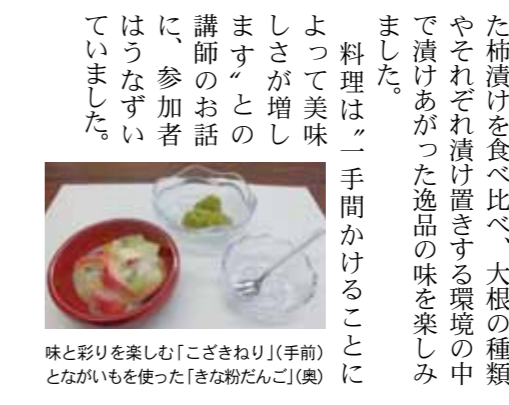 た柿漬けを食べ比べ、大根の種類
やそれぞれ漬け置きする環境の中
で漬けあがった逸品の味を楽しみ
ました。
料理は〝一手間かけることに
よって美味
しさが増し
ます〟との
講師のお話
に、参加者
はうなずい
ていました。
味と彩りを楽しむ「こざきねり」(手前)
とながいもを使った「きな粉だんご」(奥)